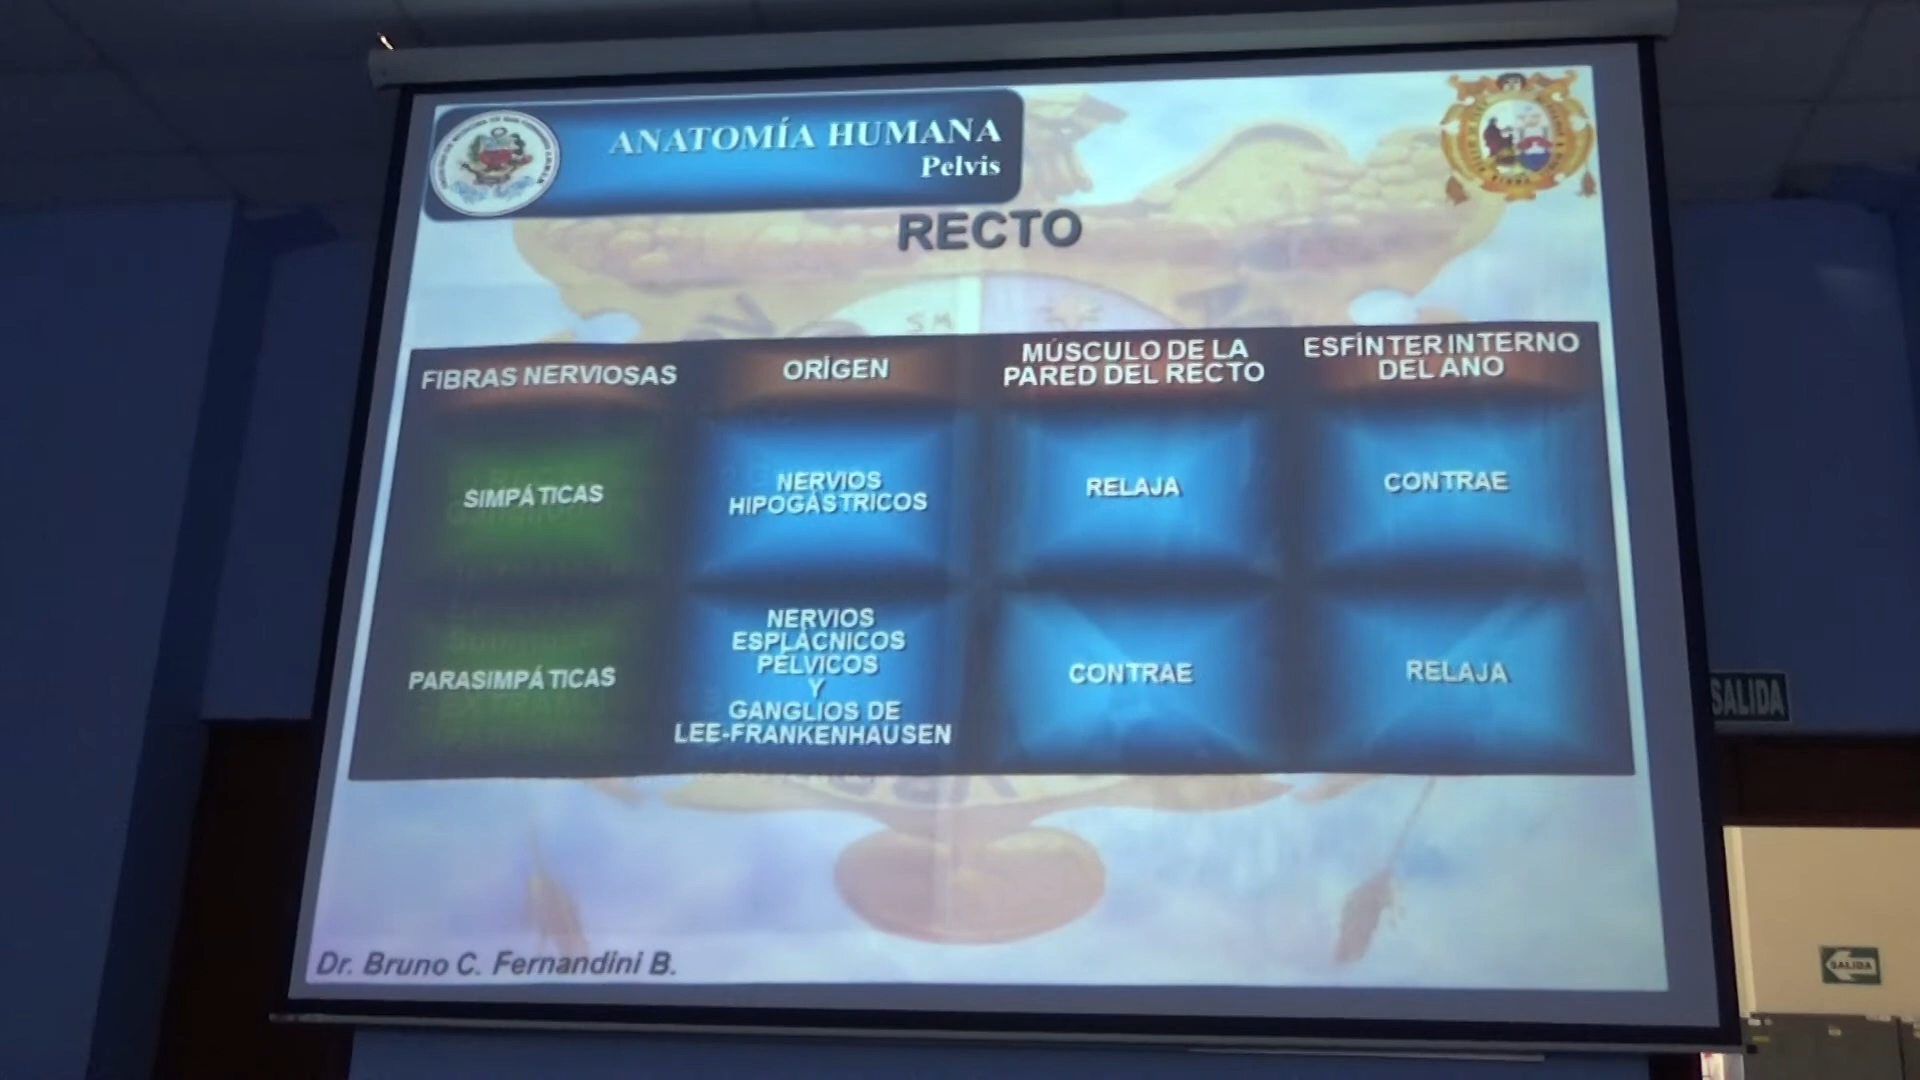 ANATOMÍA HUMANA
Pelvis
RECTO
SM
FIBRAS NERVIOSAS
ORÍGEN
MÚSCULO DE LA
PARED DEL RECTO
ESFÍNTER INTERNO
DEL ANO
SIMPÁTICAS
NERVIOS
HIPOGÁSTRICOS
RELAJA
CONTRAE
PARASIMPÁTICAS
NERVIOS
ESPLÁCNICOS
PÉLVICOS
Y
GANGLIOS DE
LEE-FRANKENHAUSEN
CONTRAE
RELAJA
Dr. Bruno C. Fernandini B.
SALIDA
SALIDA